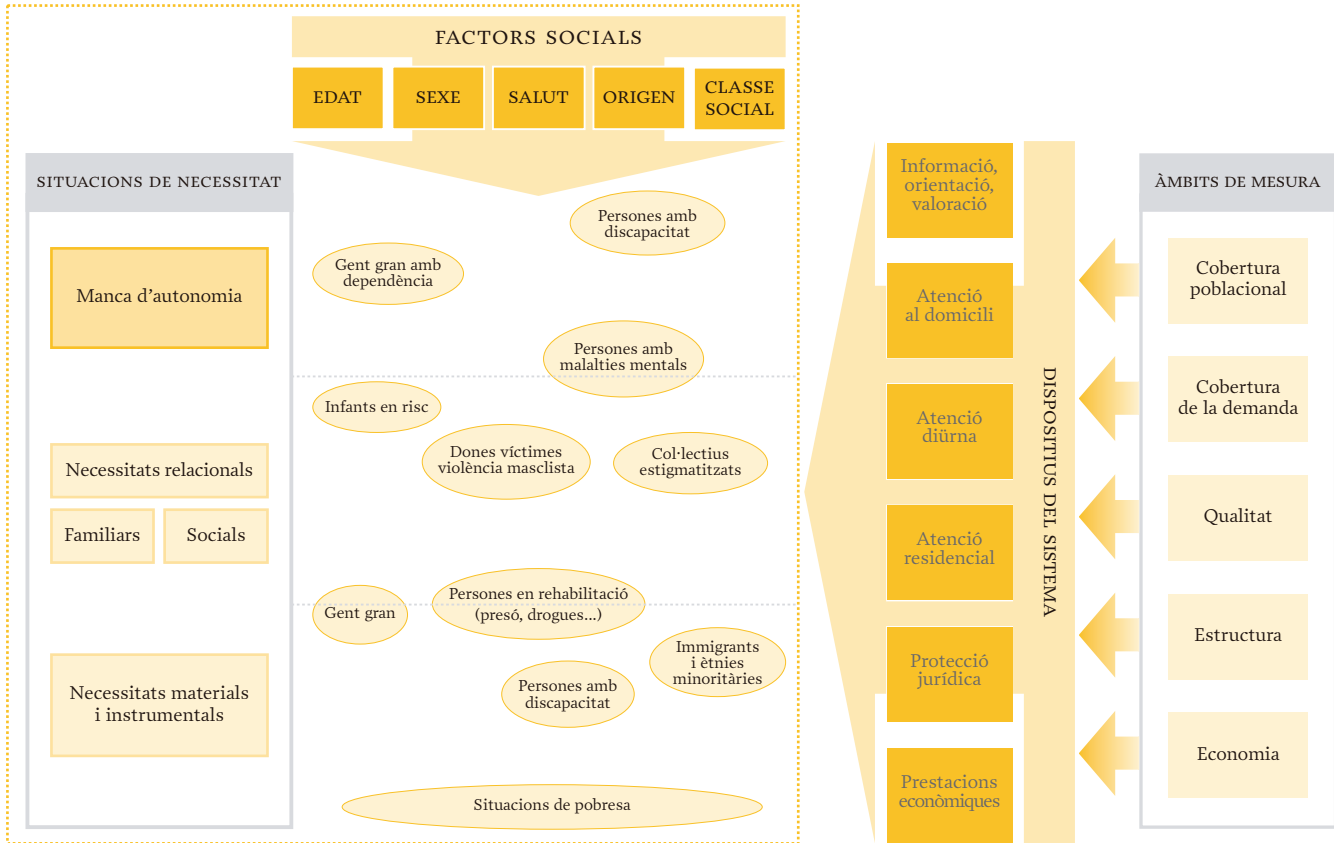 FACTORS SOCIALS
EDAT
SEXE
SALUT
ORIGEN
CLASSE
SOCIAL
SITUACIONS DE NECESSITAT
Manca d'autonomia
Necessitats relacionals
Familiars
Socials
Necessitats materials
i instrumentals
Persones amb
discapacitat
Gent gran amb
dependència
Persones amb
malalties mentals
Infants en risc
Dones víctimes
violència masclista
Col·lectius
estigmatitzats
Persones en rehabilitació
(presó, drogues...)
Gent gran
Immigrants
i ètnies
minoritàries
Persones amb
discapacitat
Situacions de pobresa
Informació,
orientació,
valoració
Atenció
al domicili
Atenció
diürna
Atenció
residencial
Protecció
jurídica
Prestacions
econòmiques
DISPOSITIUS DEL SISTEMA
ÀMBITS DE MESURA
Cobertura
poblacional
Cobertura
de la demanda
Qualitat
Estructura
Economia